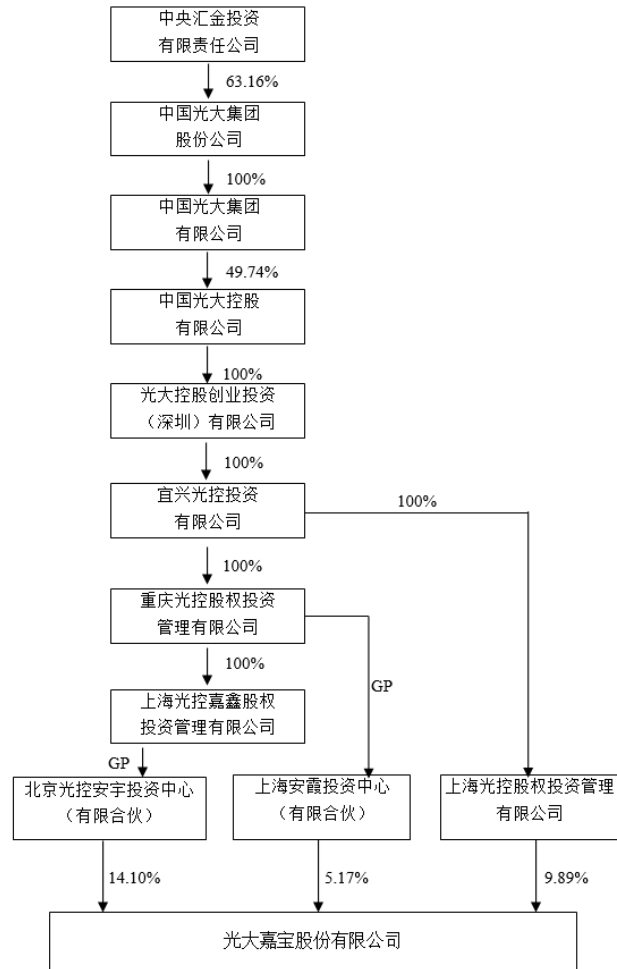 中央汇金投资
有限责任公司
63.16%
中国光大集团
股份公司
100%
中国光大集团
有限公司
49.74%
中国光大控股
有限公司
100%
光大控股创业投资
（深圳）有限公司
100%
宜兴光控投资
有限公司
100%
100%
重庆光控股权投资
管理有限公司
100%
GP
上海光控嘉鑫股权
投资管理有限公司
GP
北京光控安宇投资中心
（有限合伙）
上海安霞投资中心
（有限合伙）
上海光控股权投资管理
有限公司
14.10%
5.17%
9.89%
光大嘉宝股份有限公司